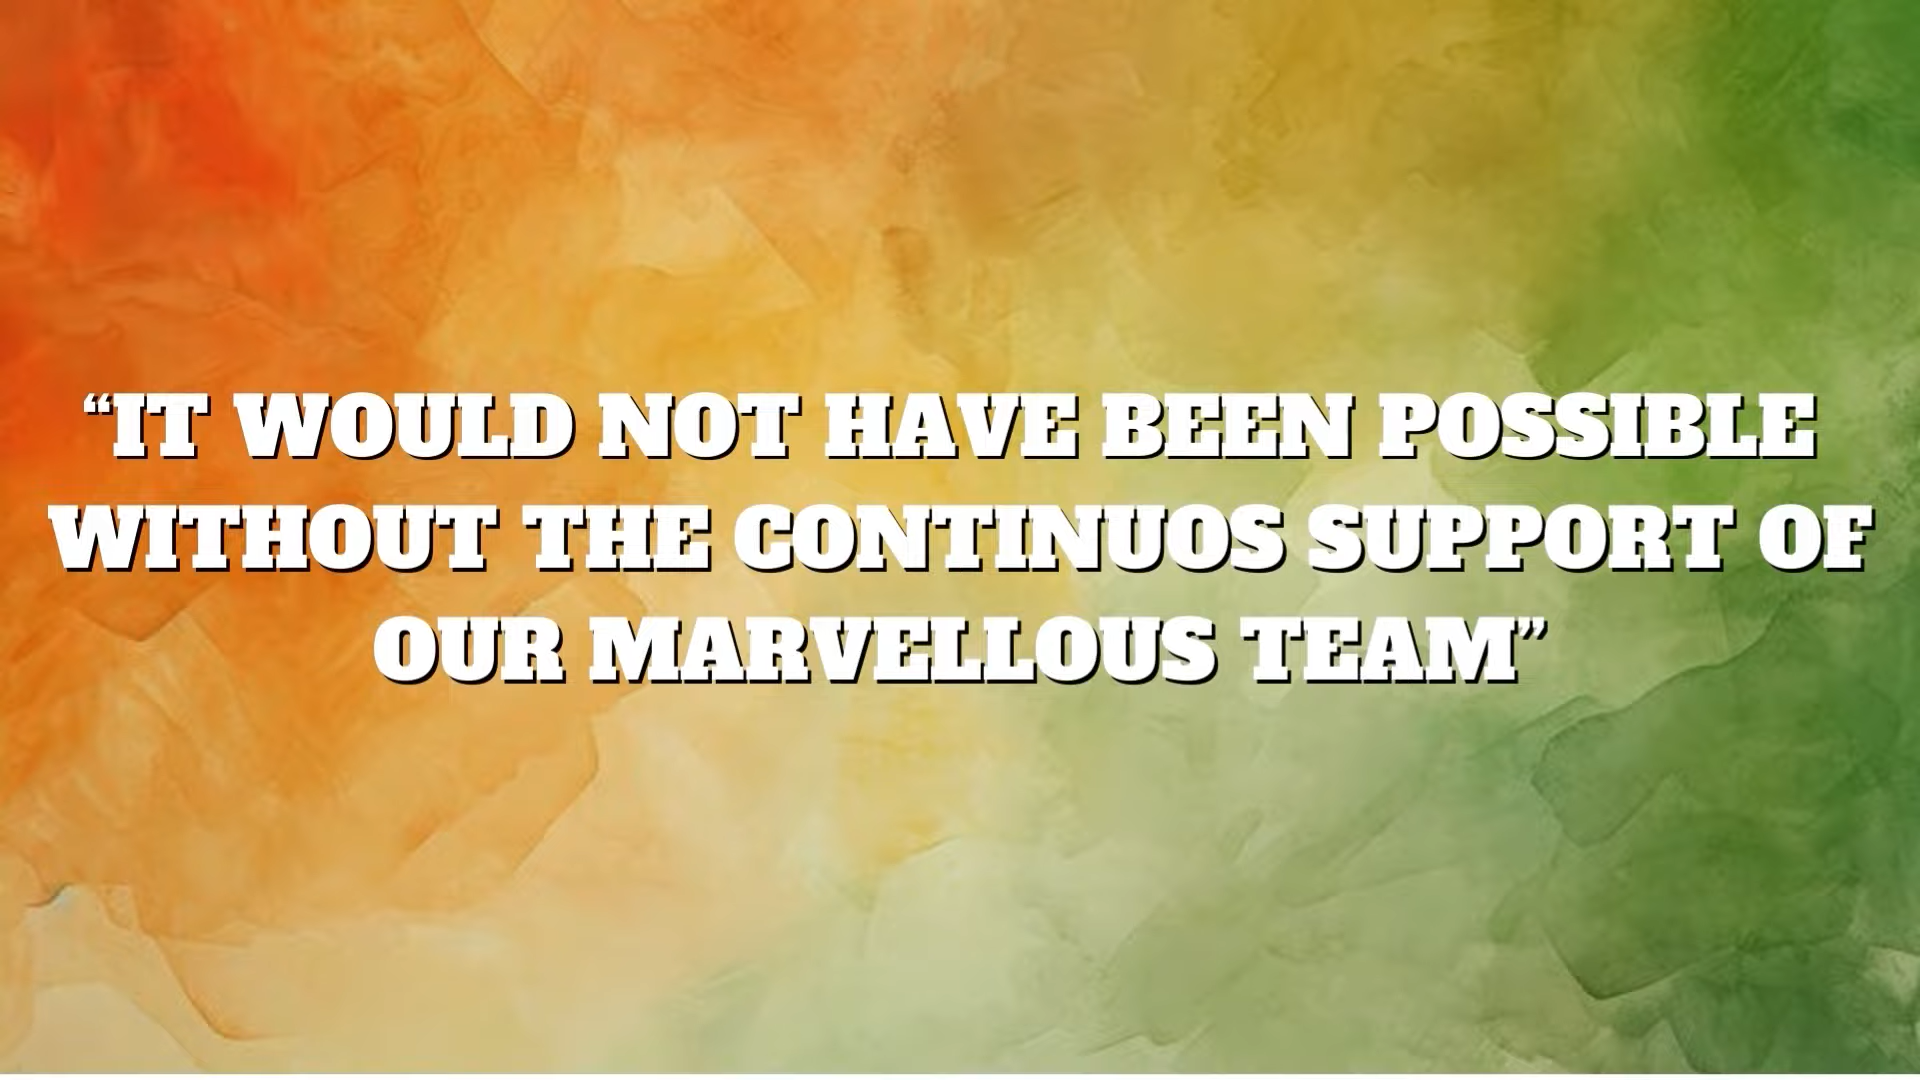 “IT WOULD NOT HAVE BEEN POSSIBLE
WITHOUT THE CONTINUOS SUPPORT OF
OUR MARVELLOUS TEAM”